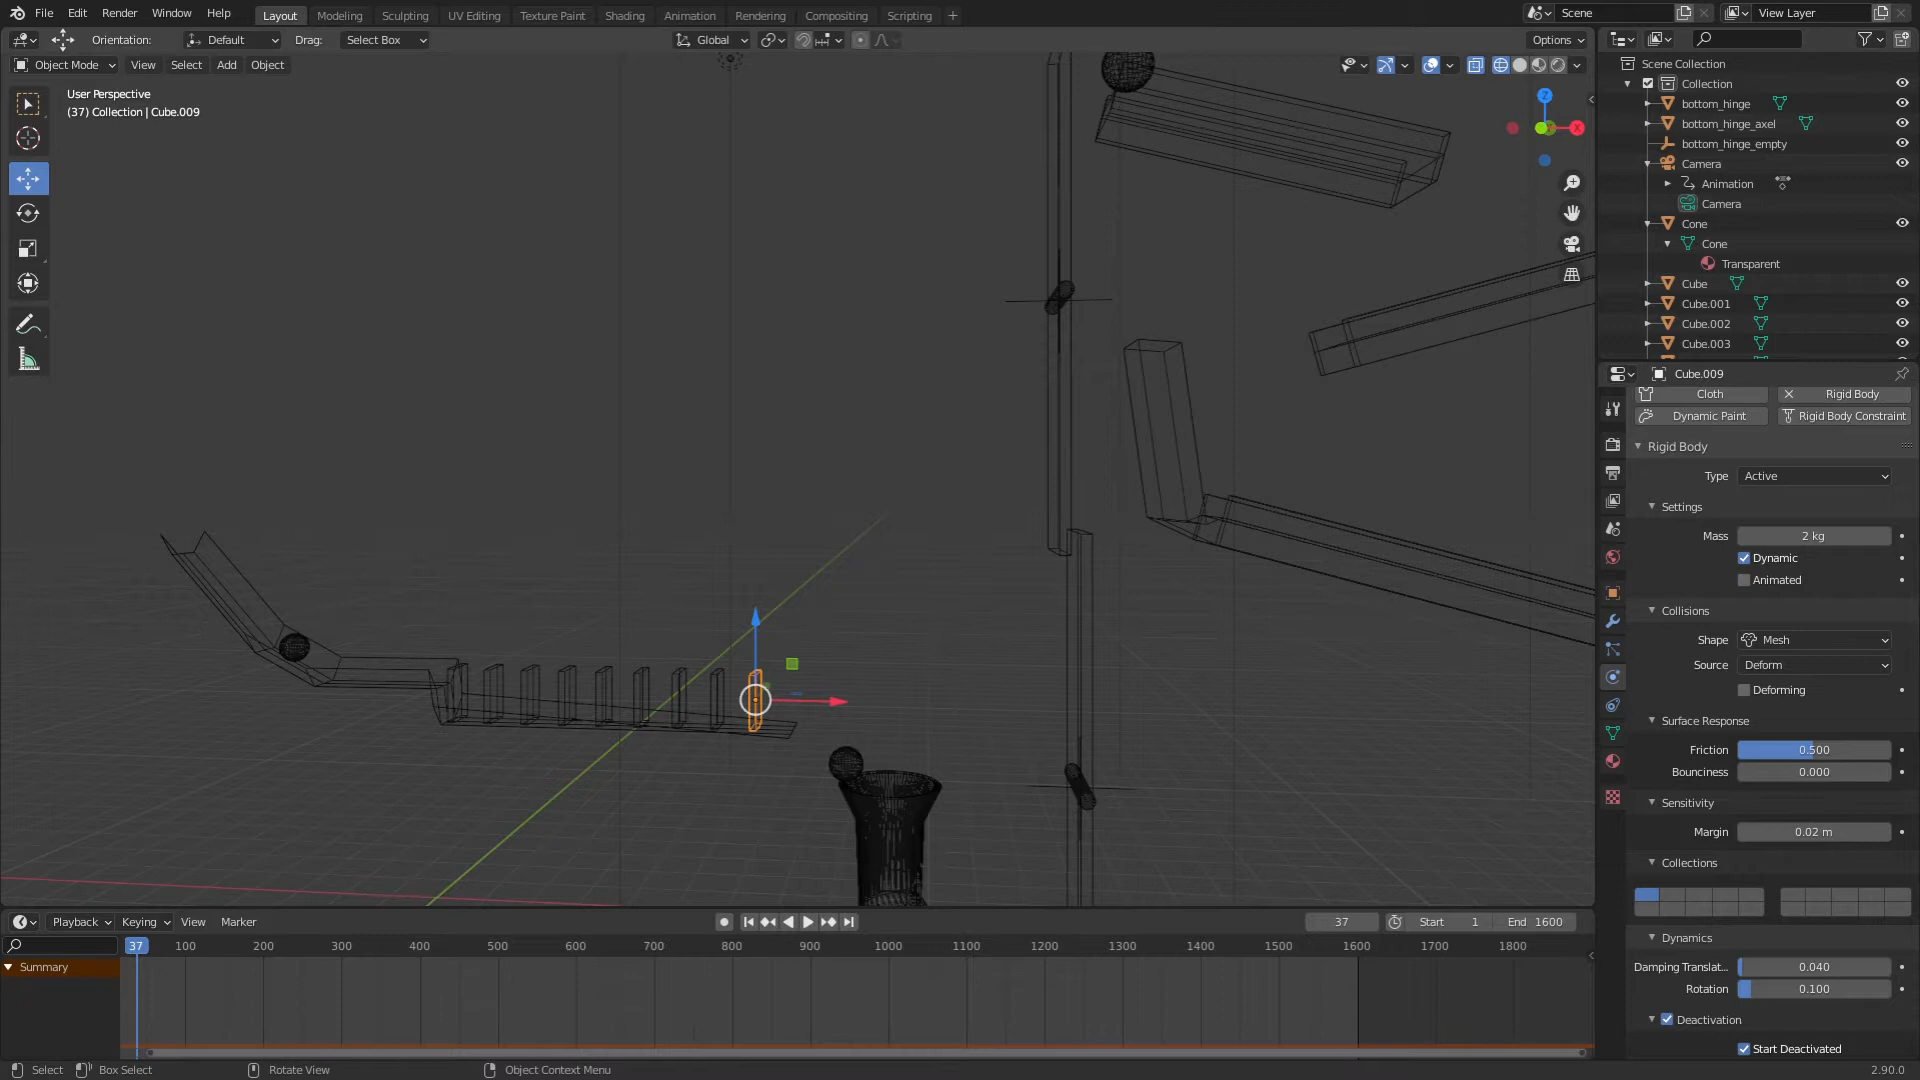 File Edit Render Window Help Layout Modeling Sculpting UV Editing Texture Paint Shading Animation Rendering Compositing Scripting + Scene View Layer
Orientation: Default Drag: Select Box Global Options
Object Mode View Select Add Object
User Perspective
(37) Collection | Cube.009
Z
X
Scene Collection
Collection
bottom_hinge
bottom_hinge_axel
bottom_hinge_empty
Camera
Animation
Camera
Cone
Cone
Transparent
Cube
Cube.001
Cube.002
Cube.003
Cube.009
Cloth Rigid Body
Dynamic Paint Rigid Body Constraint
Rigid Body
Type Active
Settings
Mass 2 kg
Dynamic
Animated
Collisions
Shape Mesh
Source Deform
Deforming
Surface Response
Friction 0.500
Bounciness 0.000
Sensitivity
Margin 0.02 m
Collections
Dynamics
Damping Translat... 0.040
Rotation 0.100
Deactivation
Start Deactivated
Playback Keying View Marker 37 Start 1 End 1600
37 100 200 300 400 500 600 700 800 900 1000 1100 1200 1300 1400 1500 1600 1700 1800
Summary
Select Box Select Rotate View Object Context Menu 2.90.0